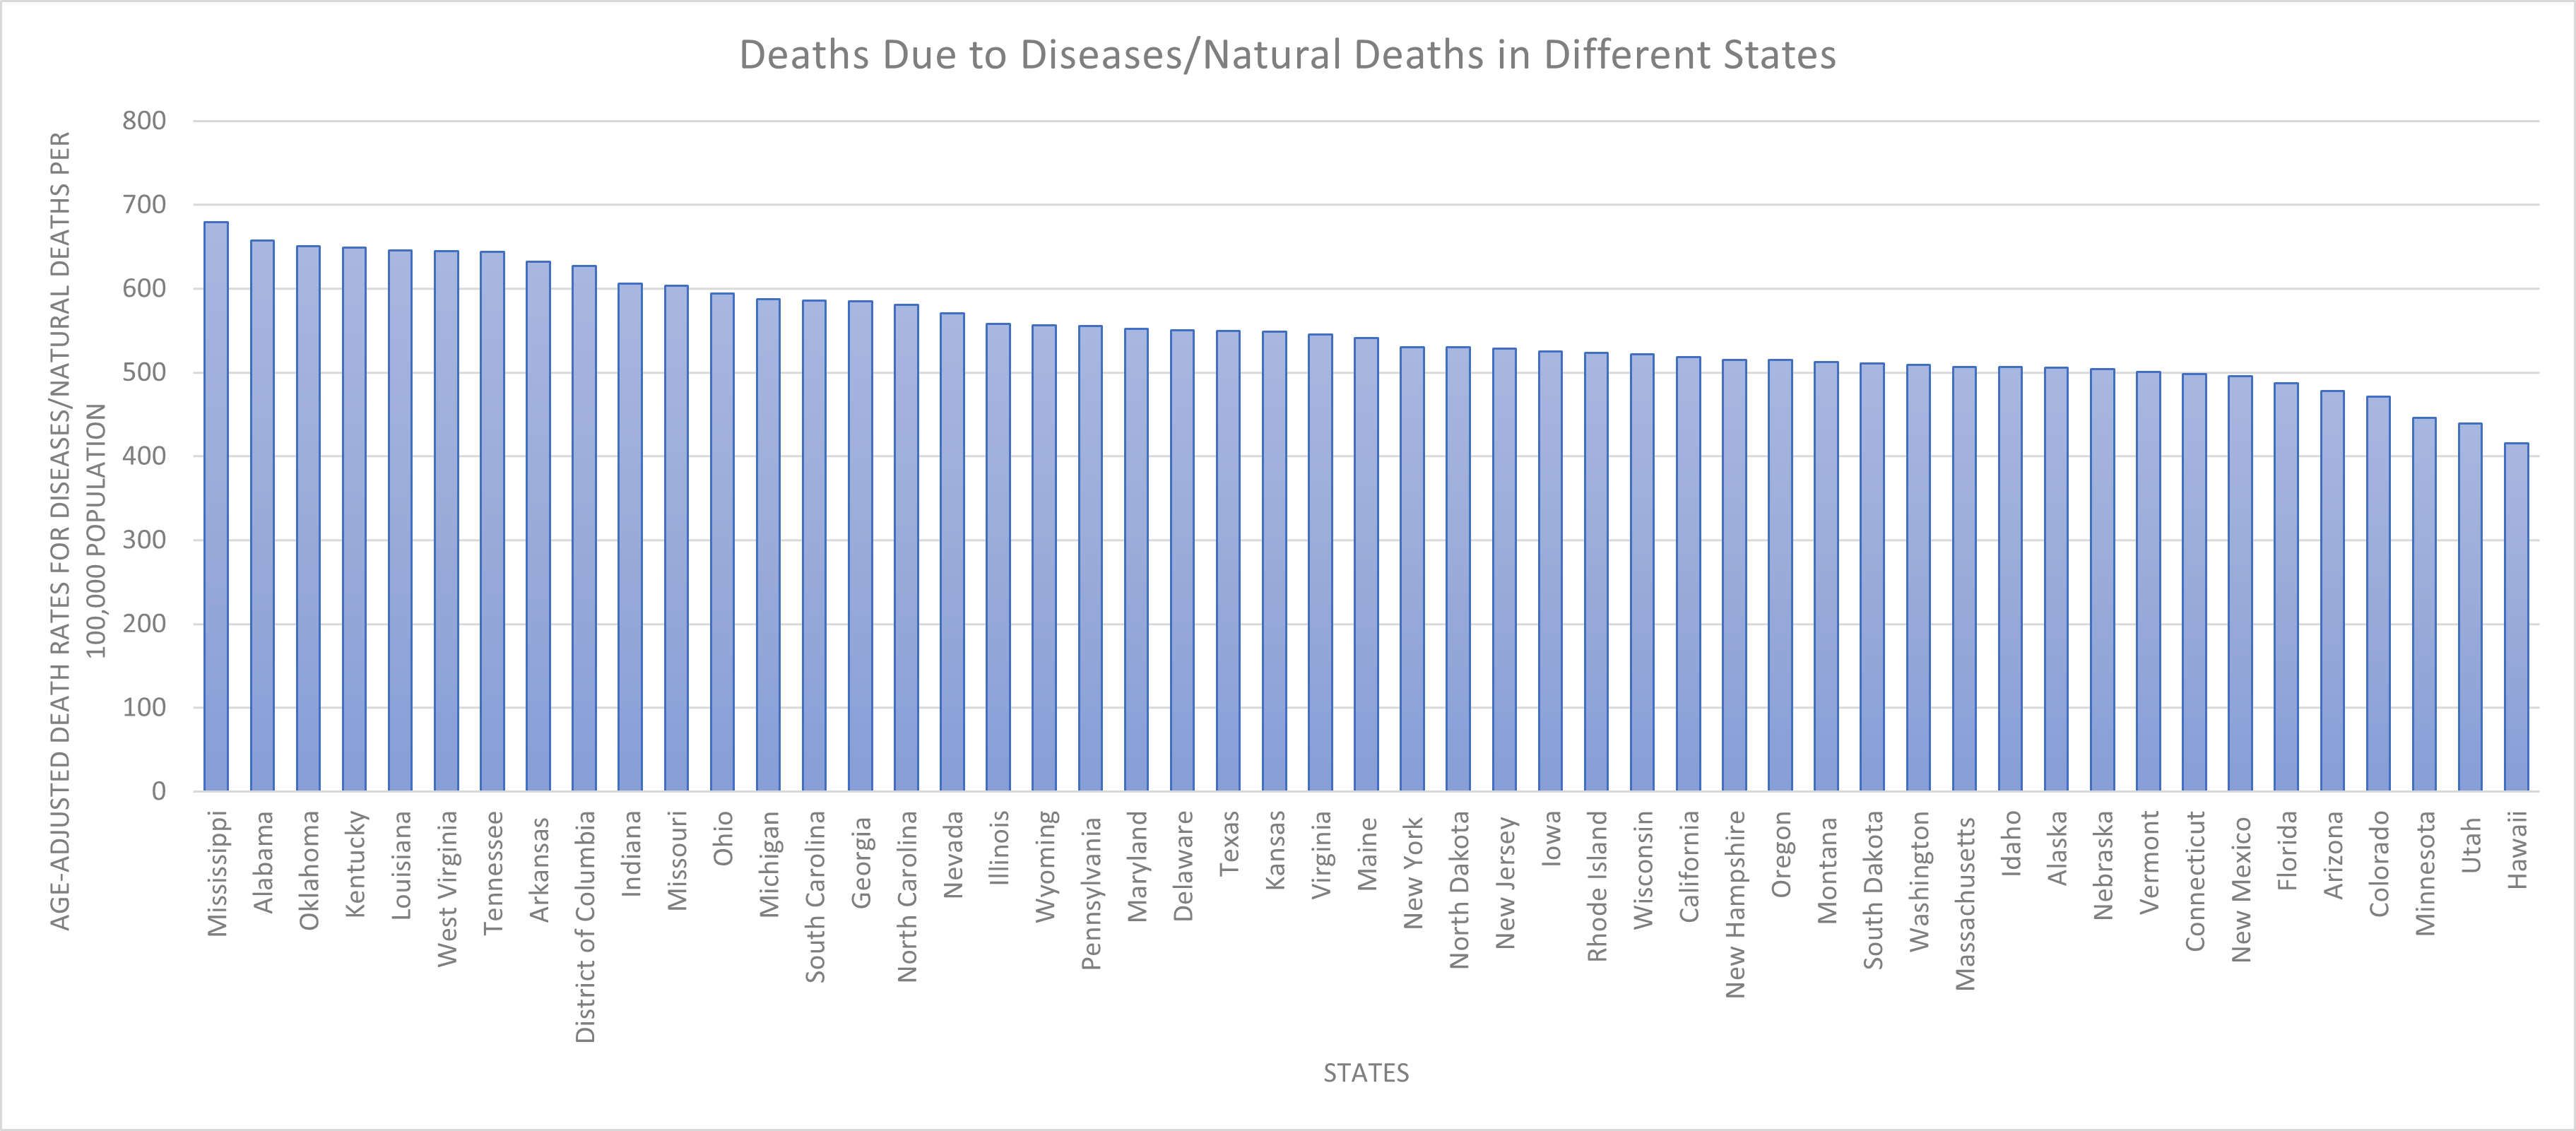 Deaths Due to Diseases/Natural Deaths in Different States
AGE-ADJUSTED DEATH RATES FOR DISEASES/NATURAL DEATHS PER
100,000 POPULATION
800
700
600
500
400
300
200
100
0
Mississippi
Alabama
Oklahoma
Kentucky
Louisiana
West Virginia
Tennessee
Arkansas
District of Columbia
Indiana
Missouri
Ohio
Michigan
South Carolina
Georgia
North Carolina
Nevada
Illinois
Wyoming
Pennsylvania
Maryland
Delaware
Texas
Kansas
Virginia
Maine
New York
North Dakota
New Jersey
Iowa
Rhode Island
Wisconsin
California
New Hampshire
Oregon
Montana
South Dakota
Washington
Massachusetts
Idaho
Alaska
Nebraska
Vermont
Connecticut
New Mexico
Florida
Arizona
Colorado
Minnesota
Utah
Hawaii
STATES